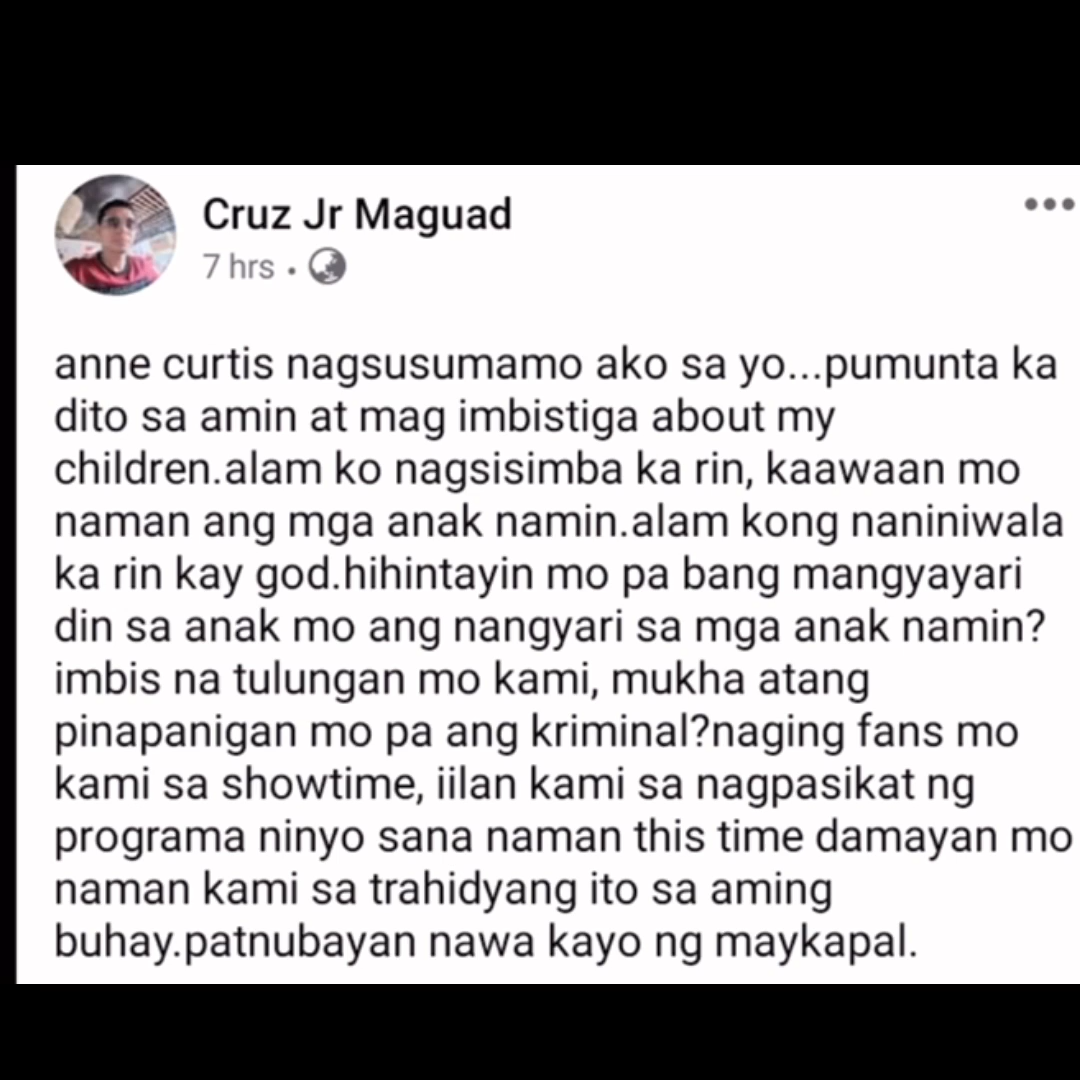 Cruz Jr Maguad
7 hrs •
anne curtis nagsusumamo ako sa yo...pumunta ka
dito sa amin at mag imbistiga about my
children.alam ko nagsisimba ka rin, kaawaan mo
naman ang mga anak namin.alam kong naniniwala
ka rin kay god.hihintayin mo pa bang mangyayari
din sa anak mo ang nangyari sa mga anak namin?
imbis na tulungan mo kami, mukha atang
pinapanigan mo pa ang kriminal?naging fans mo
kami sa showtime, iilan kami sa nagpasikat ng
programa ninyo sana naman this time damayan mo
naman kami sa trahidyang ito sa aming
buhay.patnubayan nawa kayo ng maykapal.